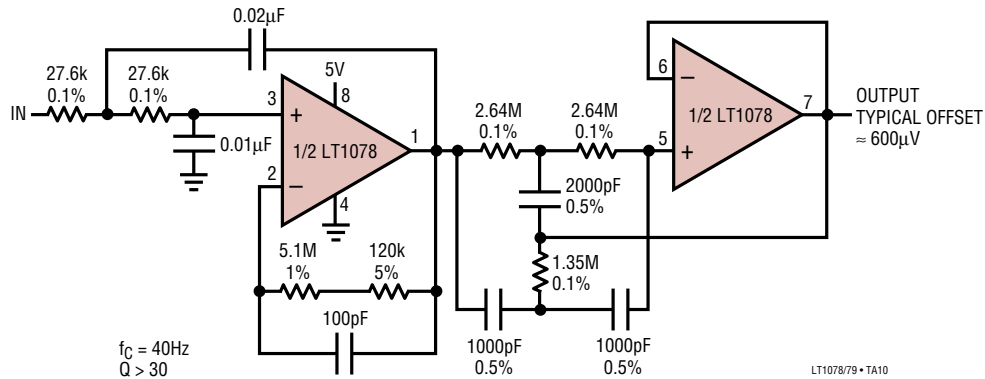 0.02µF
27.6k
0.1%
27.6k
0.1%
IN
0.01µF
3
+
2
–
1/2 LT1078
5V
8
4
1
5.1M
1%
120k
5%
100pF
fC = 40Hz
Q > 30
2.64M
0.1%
2.64M
0.1%
2000pF
0.5%
1.35M
0.1%
1000pF
0.5%
1000pF
0.5%
6
–
5
+
1/2 LT1078
7
OUTPUT
TYPICAL OFFSET
≈ 600µV
LT1078/79 • TA10